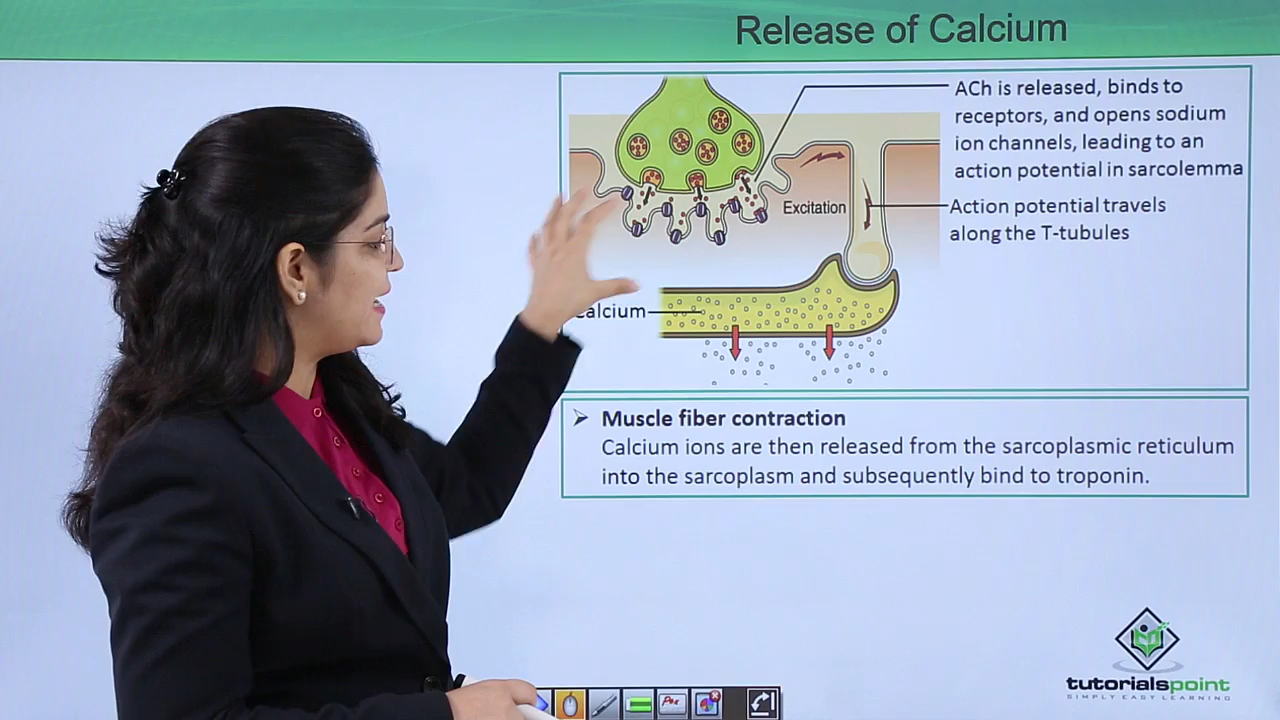 Release of Calcium
ACh is released, binds to
receptors, and opens sodium
ion channels, leading to an
action potential in sarcolemma
Excitation
Action potential travels
along the T-tubules
Calcium
Muscle fiber contraction
Calcium ions are then released from the sarcoplasmic reticulum
into the sarcoplasm and subsequently bind to troponin.
tutorialspoint
SIMPLY EASY LEARNING
Pen